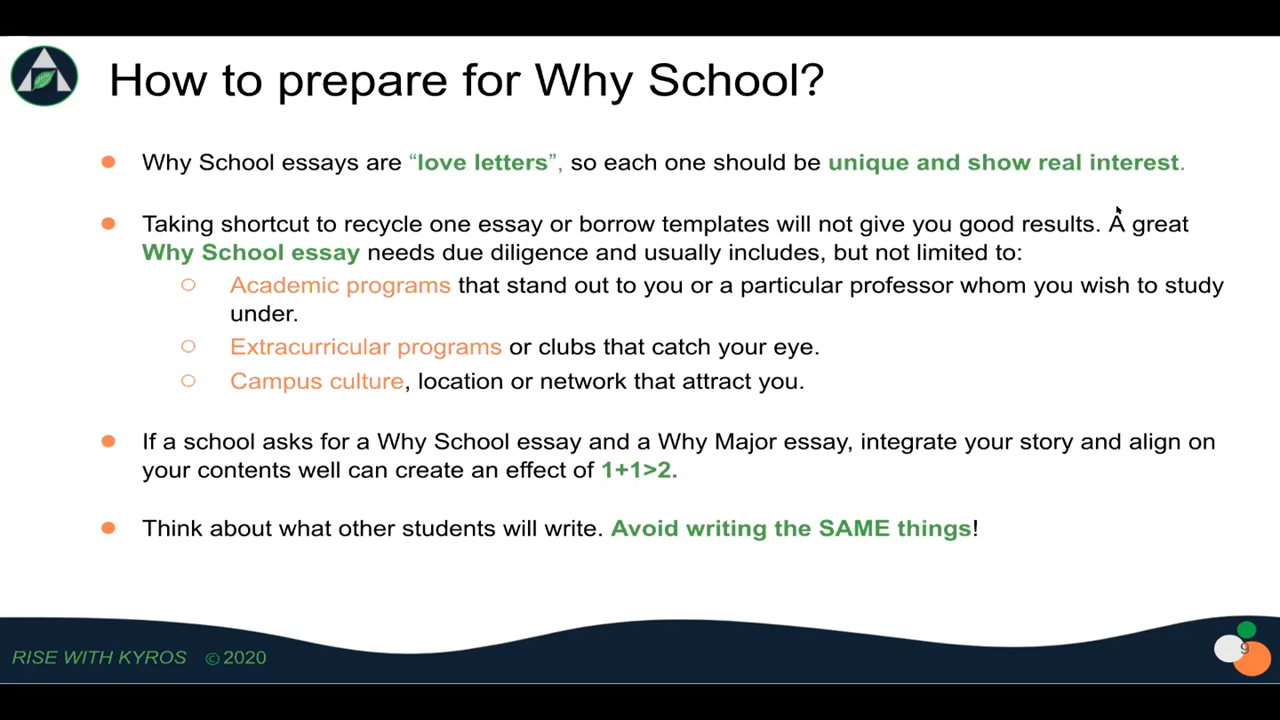 How to prepare for Why School?
Why School essays are “love letters”, so each one should be unique and show real interest.
Taking shortcut to recycle one essay or borrow templates will not give you good results. A great
Why School essay needs due diligence and usually includes, but not limited to:
Academic programs that stand out to you or a particular professor whom you wish to study
under.
Extracurricular programs or clubs that catch your eye.
Campus culture, location or network that attract you.
If a school asks for a Why School essay and a Why Major essay, integrate your story and align on
your contents well can create an effect of 1+1>2.
Think about what other students will write. Avoid writing the SAME things!
RISE WITH KYROS ©2020
9